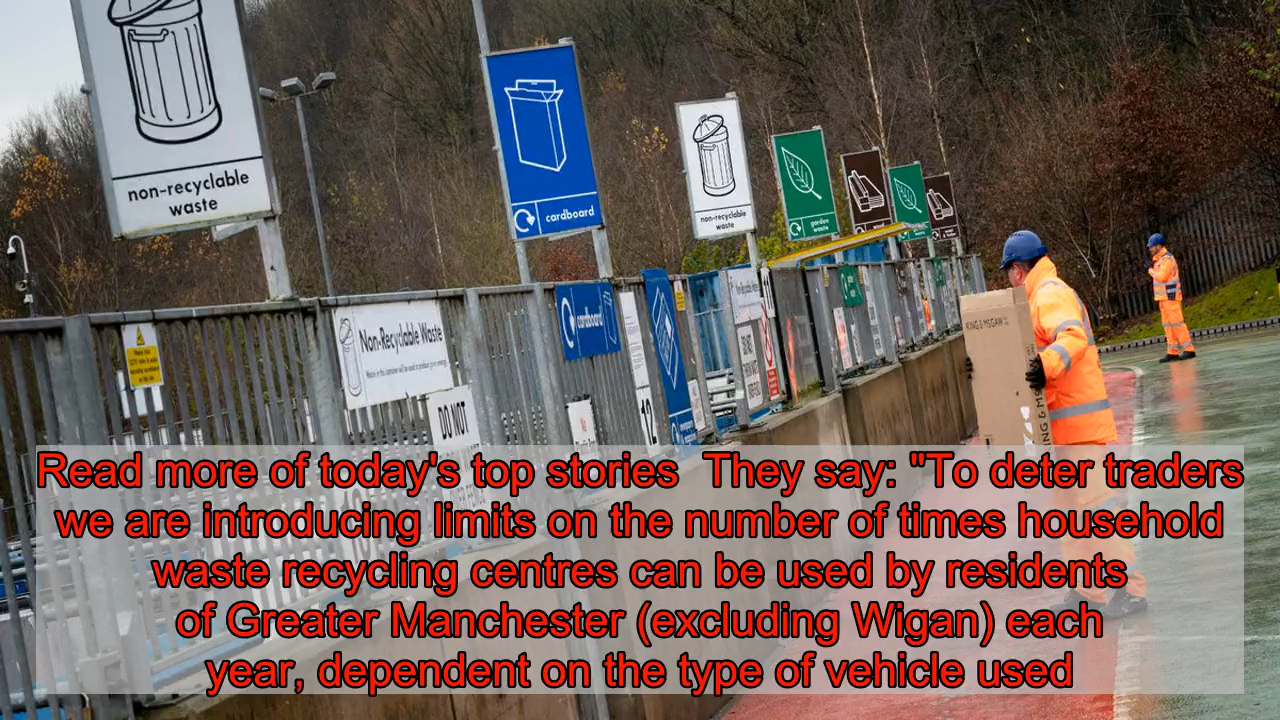 non-recyclable
waste
cardboard
non-recyclable
waste
garden
waste
Non-Recyclable Waste
cardboard
DO NOT
12
KING & MCGAW
Read more of today's top stories  They say: "To deter traders
we are introducing limits on the number of times household
waste recycling centres can be used by residents
of Greater Manchester (excluding Wigan) each
year, dependent on the type of vehicle used